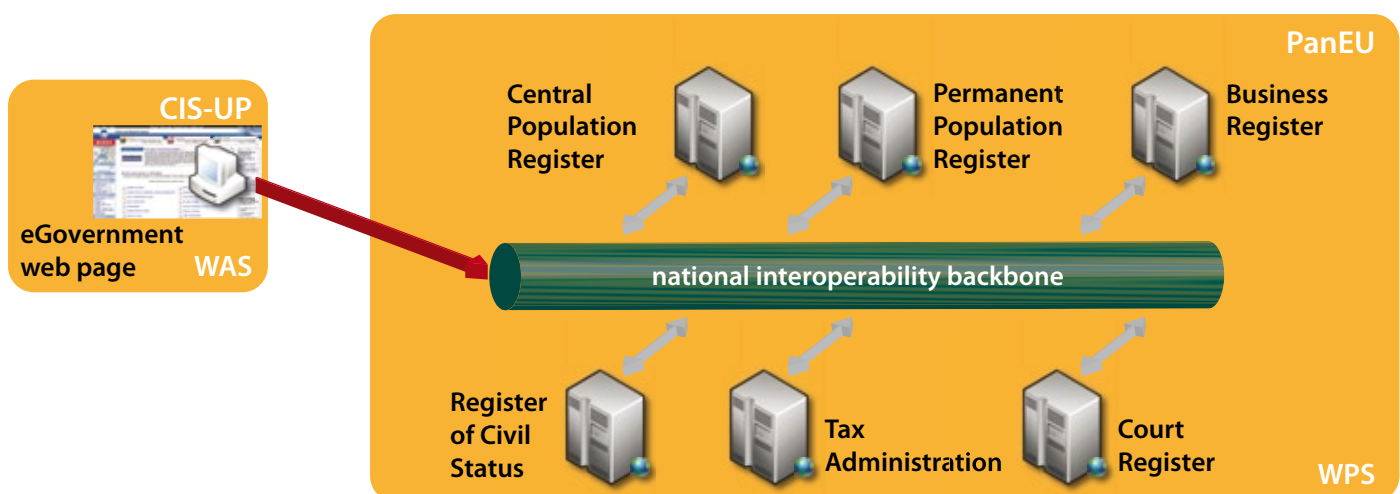 PanEU
CIS-UP
eGovernment
web page
WAS
Central
Population
Register
Permanent
Population
Register
Business
Register
national interoperability backbone
Register
of Civil
Status
Tax
Administration
Court
Register
WPS